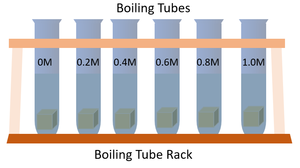 Boiling Tubes
0M 0.2M 0.4M 0.6M 0.8M 1.0M
Boiling Tube Rack